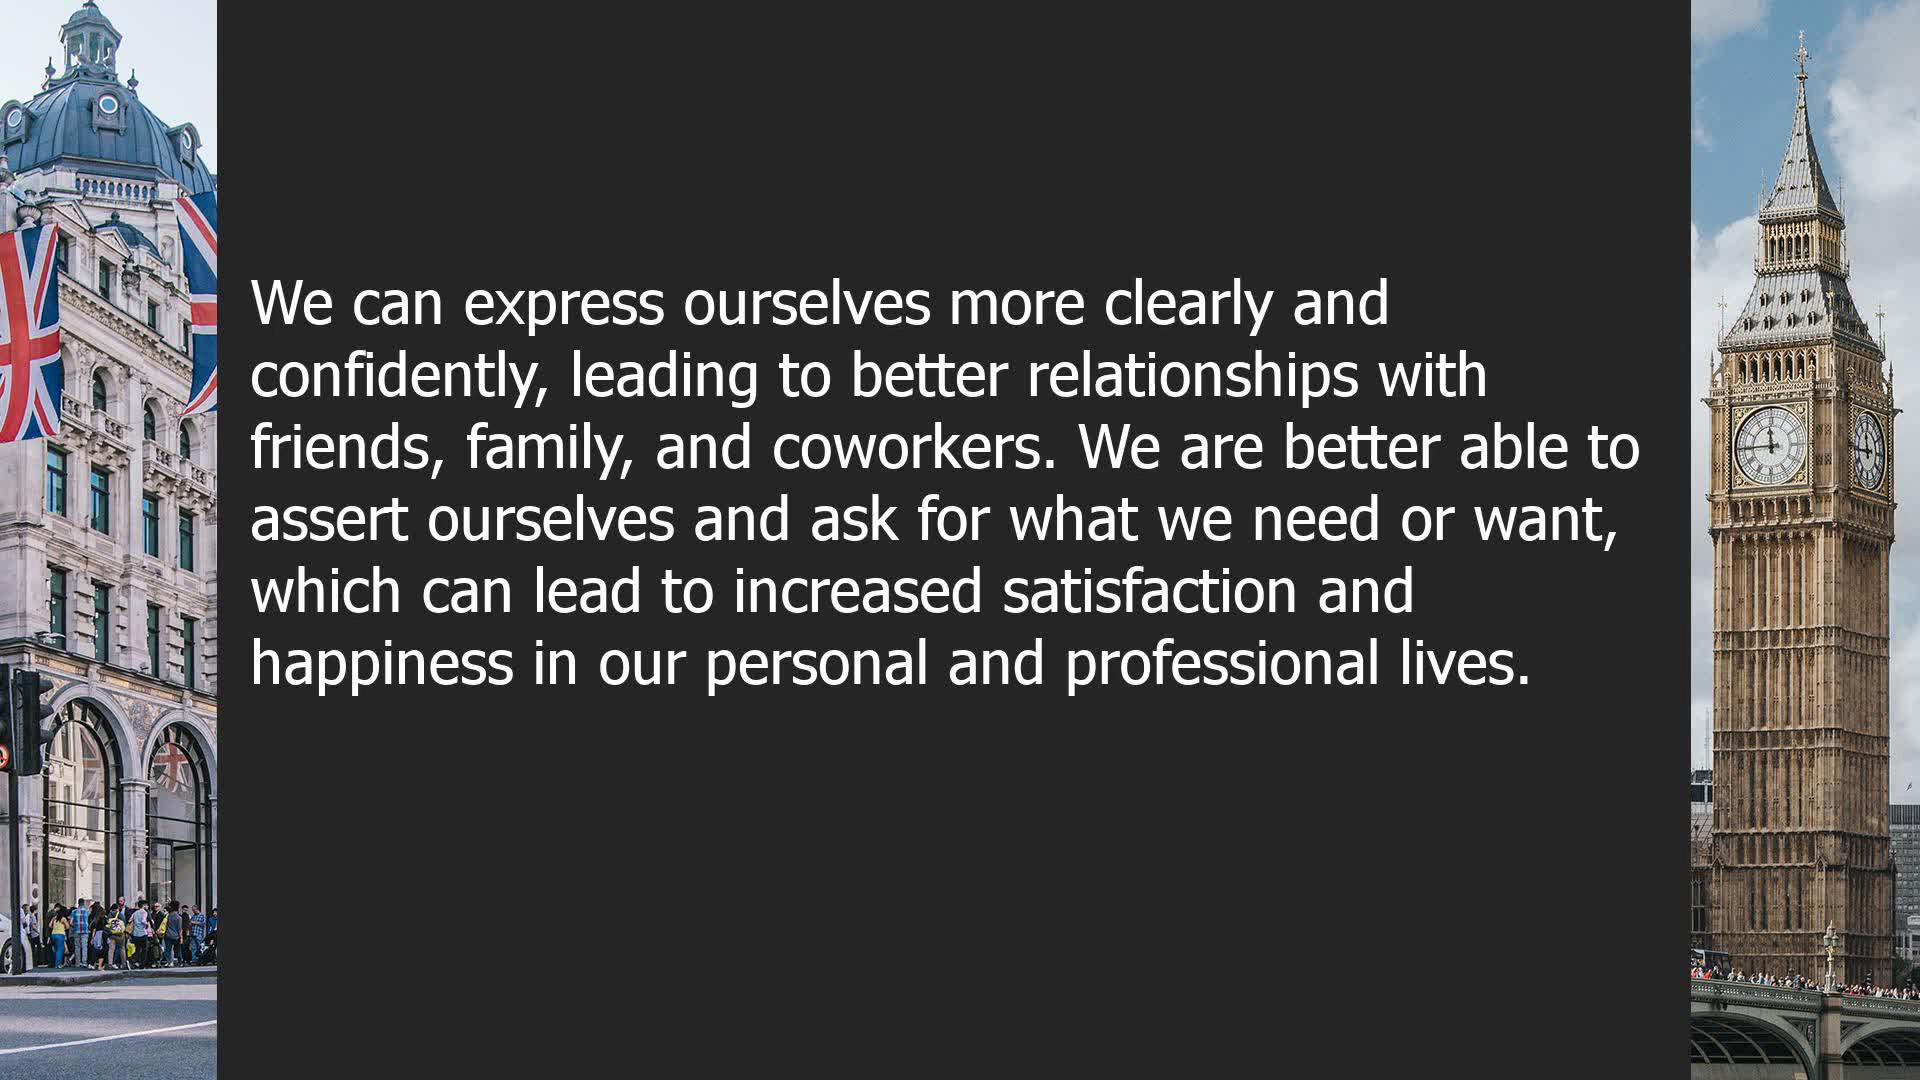 We can express ourselves more clearly and
confidently, leading to better relationships with
friends, family, and coworkers. We are better able to
assert ourselves and ask for what we need or want,
which can lead to increased satisfaction and
happiness in our personal and professional lives.